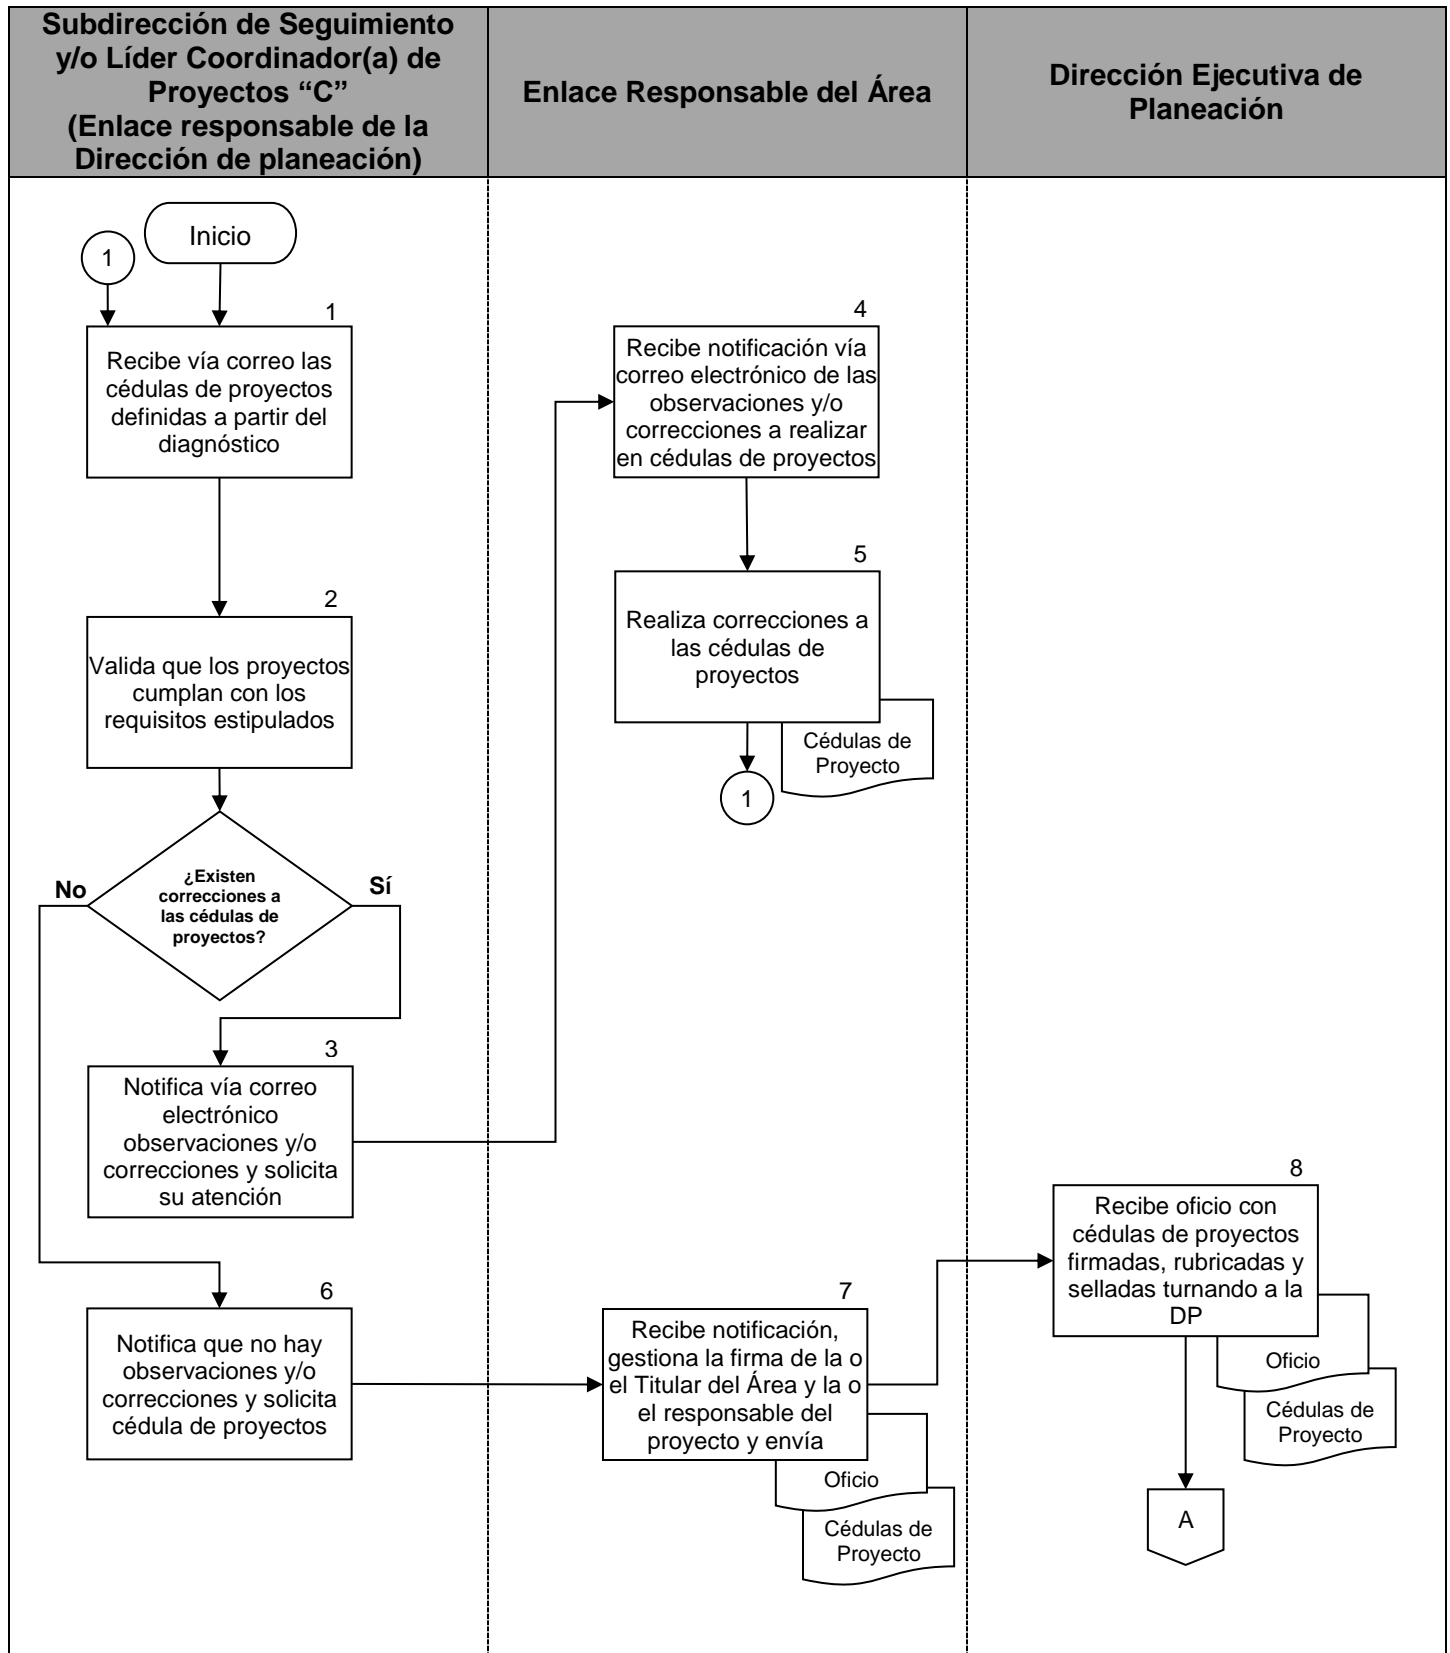 Subdirección de Seguimiento
y/o Líder Coordinador(a) de
Proyectos “C”
(Enlace responsable de la
Dirección de planeación)
Enlace Responsable del Área
Dirección Ejecutiva de
Planeación
Inicio
1
1
Recibe vía correo las
cédulas de proyectos
definidas a partir del
diagnóstico
2
Valida que los proyectos
cumplan con los
requisitos estipulados
¿Existen
correcciones a
las cédulas de
proyectos?
No
Sí
3
Notifica vía correo
electrónico
observaciones y/o
correcciones y solicita
su atención
4
Recibe notificación vía
correo electrónico de las
observaciones y/o
correcciones a realizar
en cédulas de proyectos
5
Realiza correcciones a
las cédulas de
proyectos
Cédulas de
Proyecto
1
6
Notifica que no hay
observaciones y/o
correcciones y solicita
cédula de proyectos
7
Recibe notificación,
gestiona la firma de la o
el Titular del Área y la o
el responsable del
proyecto y envía
Oficio
Cédulas de
Proyecto
8
Recibe oficio con
cédulas de proyectos
firmadas, rubricadas y
selladas turnando a la
DP
Oficio
Cédulas de
Proyecto
A